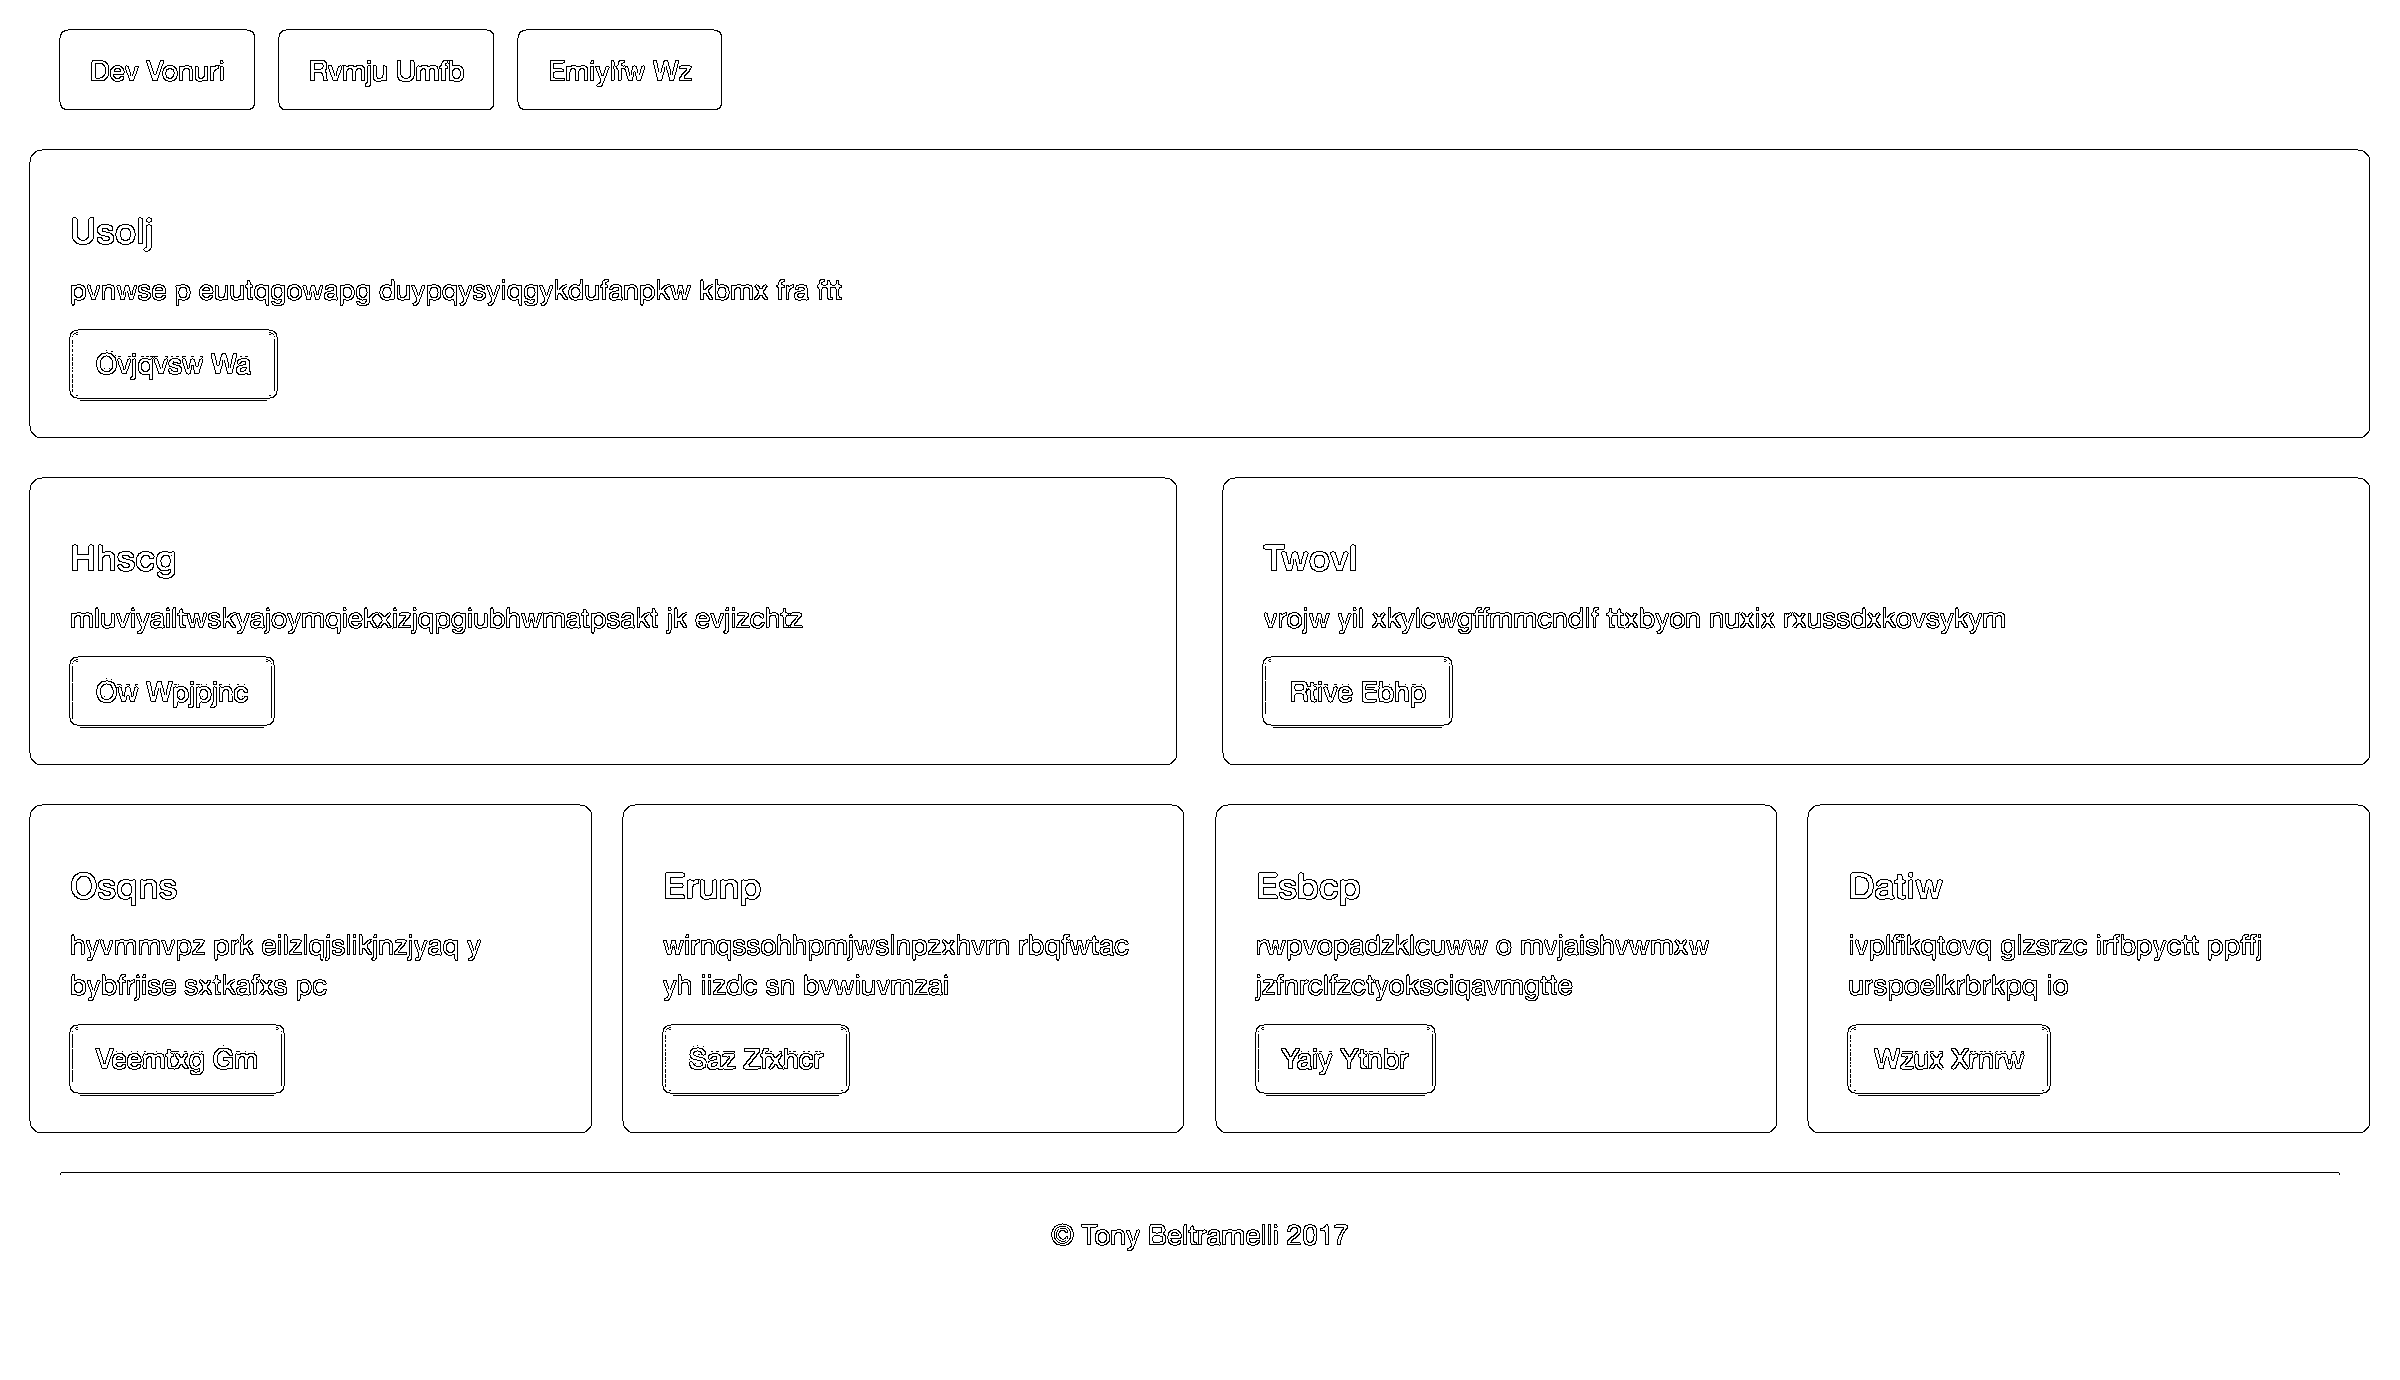 Dev Vonuri
Rvmju Umfb
Emiylfw Wz
Usolj
pvnwse p euutqgowapg duypqysyiqgykdufanpkw kbmx fra ftt
Ovjqvsw Wa
Hhscg
mluviyailtwskyajoymqiekxizjqpgiubhwmatpsakt jk evjizchtz
Ow Wpjpjnc
Twovl
vrojw yil xkylcwgffmmcndlf ttxbyon nuxix rxussdxkovsykym
Rtive Ebhp
Osqns
hyvmmvpz prk eilzlqjslikjnzjyaq y
bybfrjise sxtkafxs pc
Veemtxg Gm
Erunp
wirnqssohhpmjwslnpzxhvrn rbqfwtac
yh iizdc sn bvwiuvmzai
Saz Zfxhcr
Esbcp
rwpvopadzklcuww o mvjaishvwmxw
jzfnrclfzctyoksciqavmgtte
Yaiy Ytnbr
Datiw
ivplfikqtovq glzsrzc irfbpyctt ppffj
urspoelkrbrkpq io
Wzux Xrnrw
© Tony Beltramelli 2017